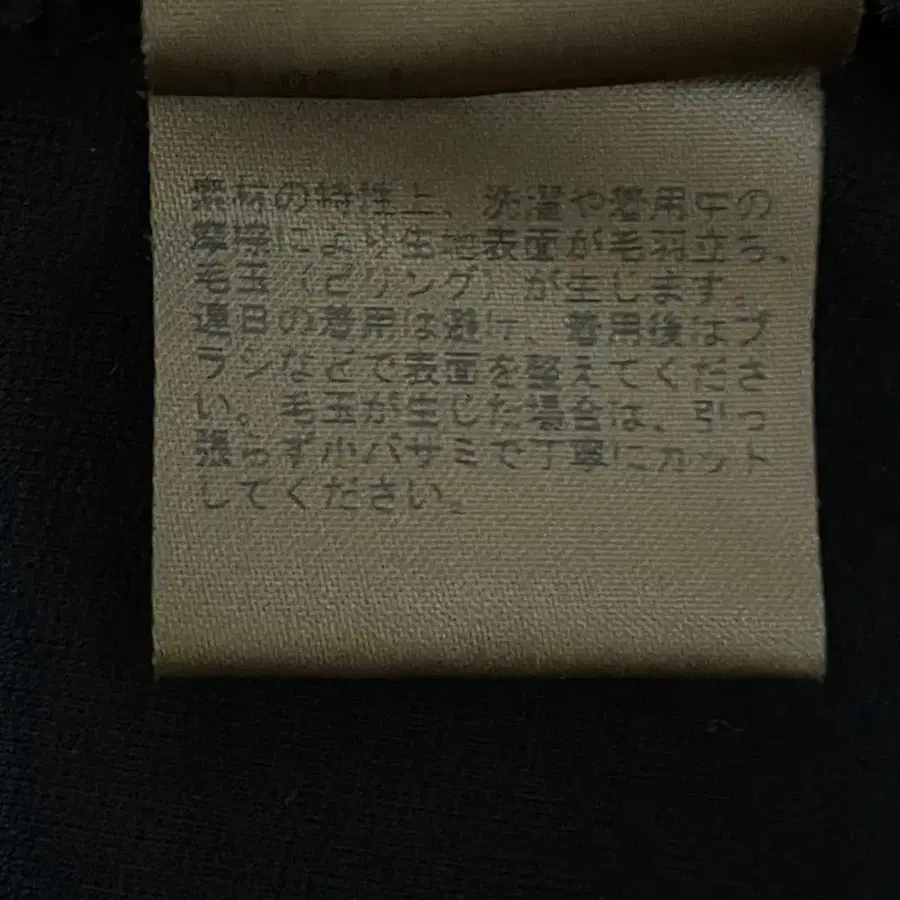 素材の特性上、洗濯や着用中の
摩擦により生地表面が毛羽立ち、
毛玉（ピリング）が生じます。
連日の着用は避け、着用後はブ
ラシなどで表面を整えてくださ
い。毛玉が生じた場合は、引っ
張らず小バサミで丁寧にカット
してください。